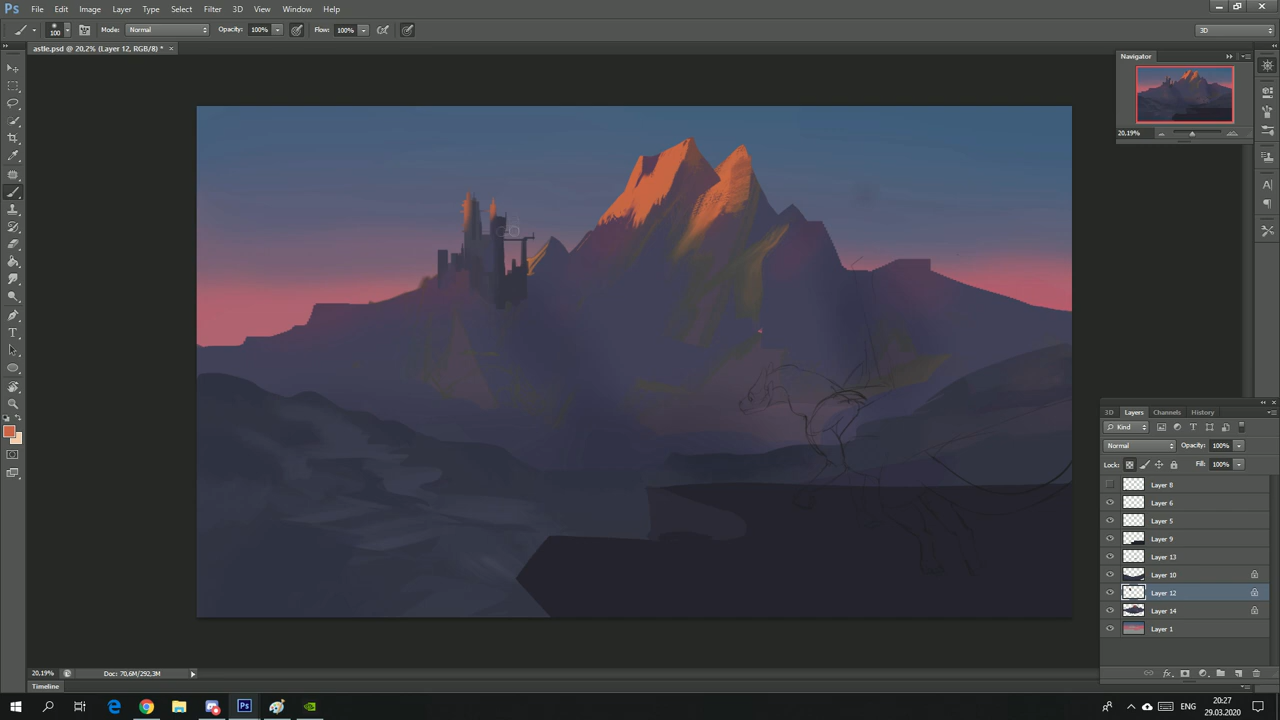 Ps File Edit Image Layer Type Select Filter 3D View Window Help
100 Mode: Normal Opacity: 100% Flow: 100% 3D
astle.psd @ 20,2% (Layer 12, RGB/8) * ×
Navigator
20.19%
3D Layers Channels History
Kind
Normal Opacity: 100%
Lock: Fill: 100%
Layer 8
Layer 6
Layer 5
Layer 9
Layer 13
Layer 10
Layer 12
Layer 14
Layer 1
20,19% Doc: 70,6M/292,3M
Timeline
Ps ENG 20:27
29.03.2020